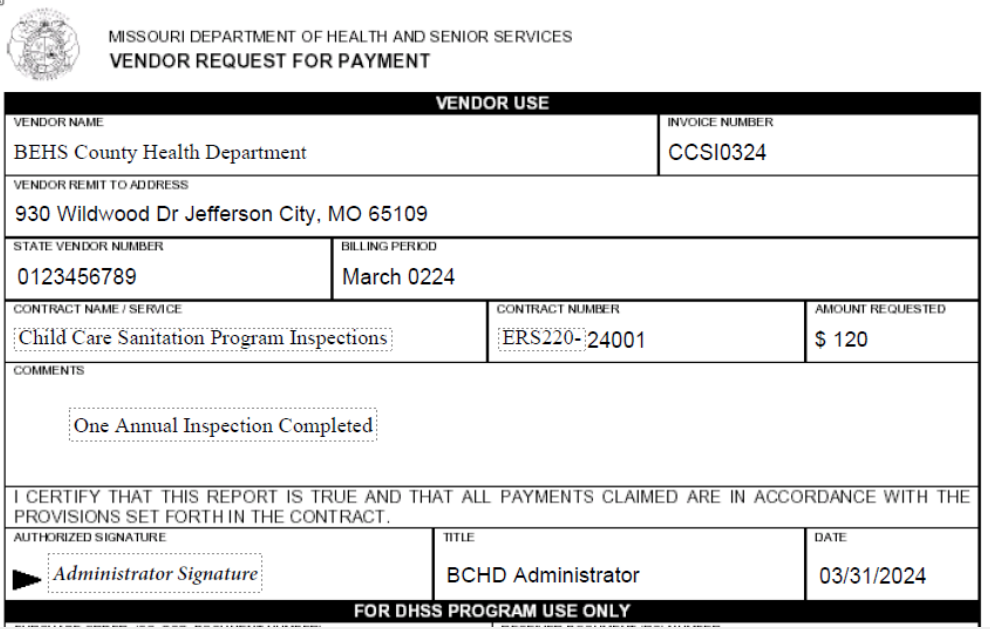 MISSOURI DEPARTMENT OF HEALTH AND SENIOR SERVICES
VENDOR REQUEST FOR PAYMENT
VENDOR USE
VENDOR NAME
BEHS County Health Department
INVOICE NUMBER
CCSI0324
VENDOR REMIT TO ADDRESS
930 Wildwood Dr Jefferson City, MO 65109
STATE VENDOR NUMBER
0123456789
BILLING PERIOD
March 0224
CONTRACT NAME / SERVICE
Child Care Sanitation Program Inspections
CONTRACT NUMBER
ERS220- 24001
AMOUNT REQUESTED
$ 120
COMMENTS
One Annual Inspection Completed
I CERTIFY THAT THIS REPORT IS TRUE AND THAT ALL PAYMENTS CLAIMED ARE IN ACCORDANCE WITH THE
PROVISIONS SET FORTH IN THE CONTRACT.
AUTHORIZED SIGNATURE
Administrator Signature
TITLE
BCHD Administrator
DATE
03/31/2024
FOR DHSS PROGRAM USE ONLY